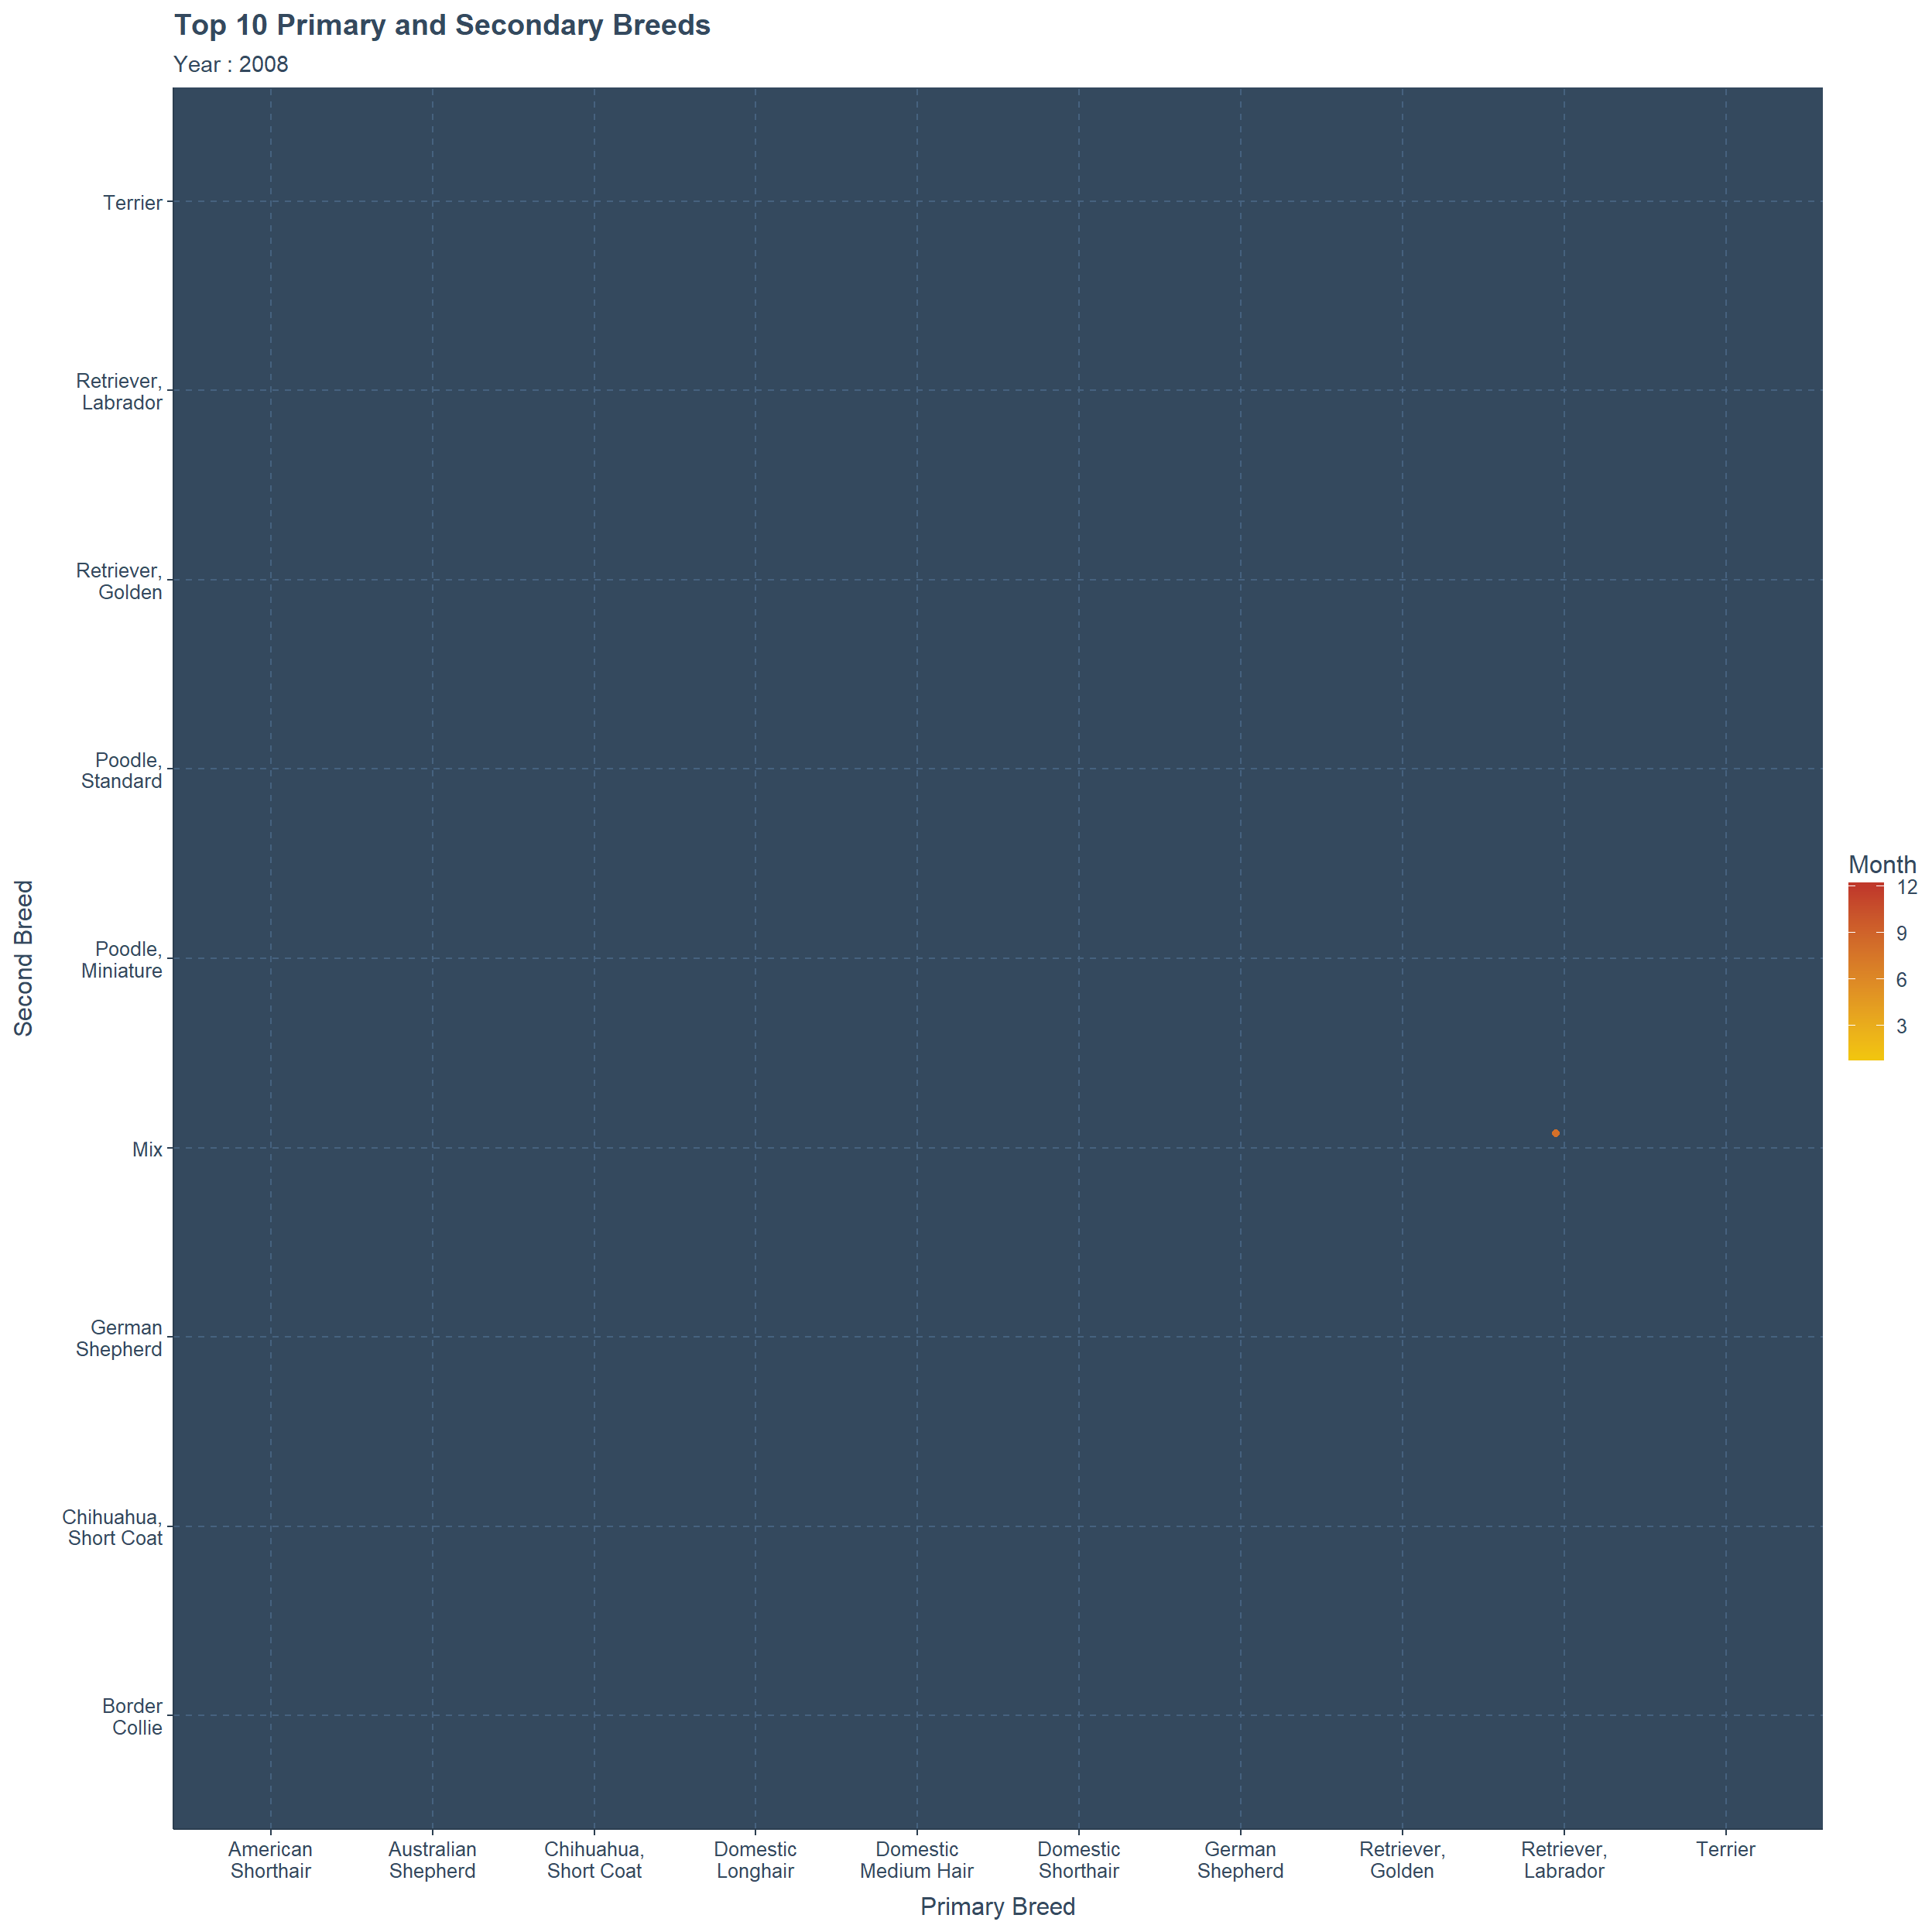 Top 10 Primary and Secondary Breeds
Year : 2008
Second Breed
Terrier
Retriever,
Labrador
Retriever,
Golden
Poodle,
Standard
Poodle,
Miniature
Mix
German
Shepherd
Chihuahua,
Short Coat
Border
Collie
American
Shorthair
Australian
Shepherd
Chihuahua,
Short Coat
Domestic
Longhair
Domestic
Medium Hair
Domestic
Shorthair
German
Shepherd
Retriever,
Golden
Retriever,
Labrador
Terrier
Primary Breed
Month
12
9
6
3